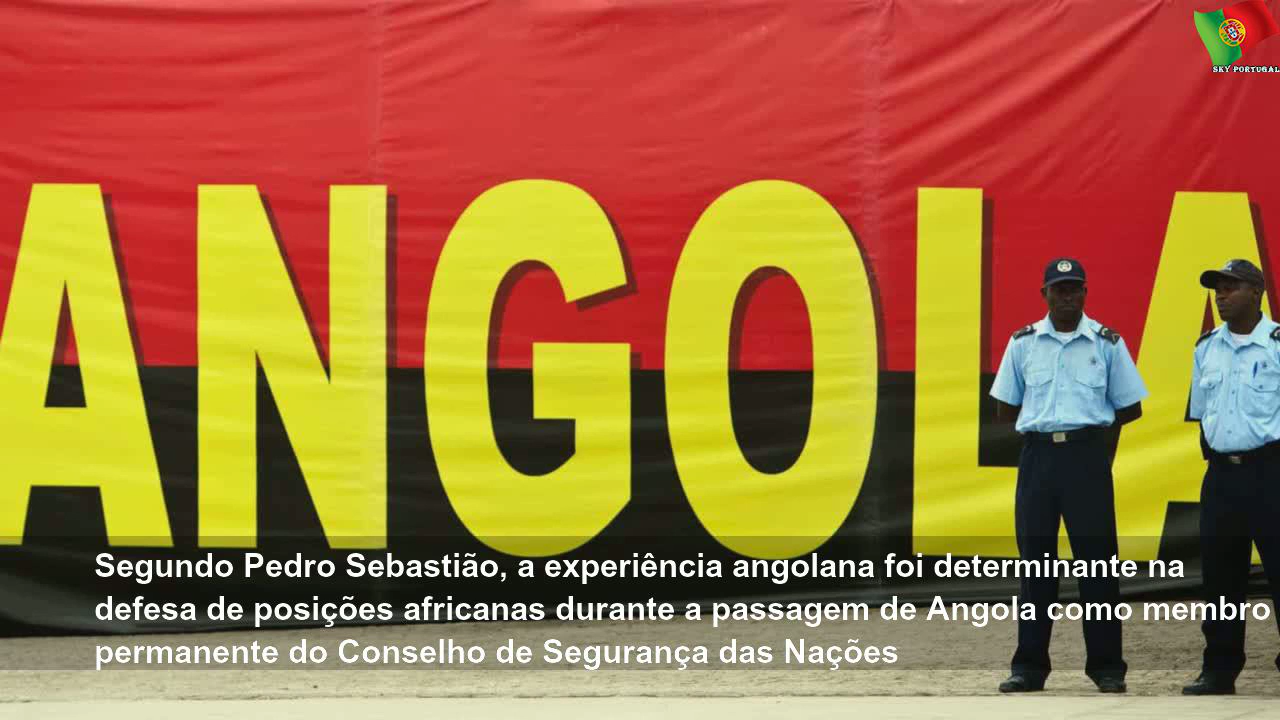 SKY PORTUGAL
ANGOLA
Segundo Pedro Sebastião, a experiência angolana foi determinante na
defesa de posições africanas durante a passagem de Angola como membro
permanente do Conselho de Segurança das Nações